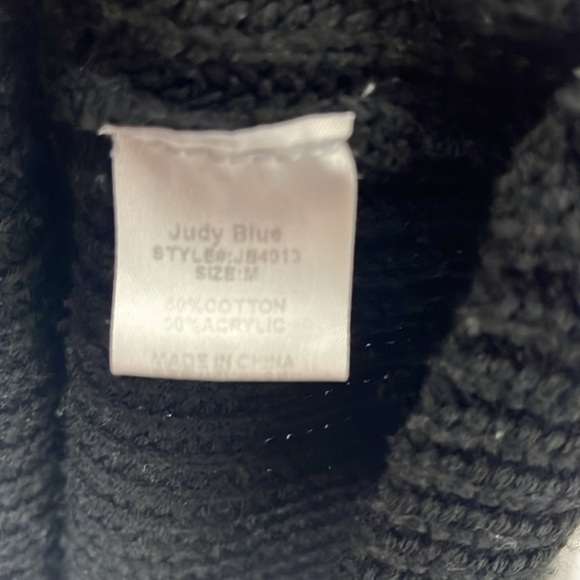 Judy Blue
STYLE#:JB4013
SIZE:M
50%COTTON
50%ACRYLIC
MADE IN CHINA